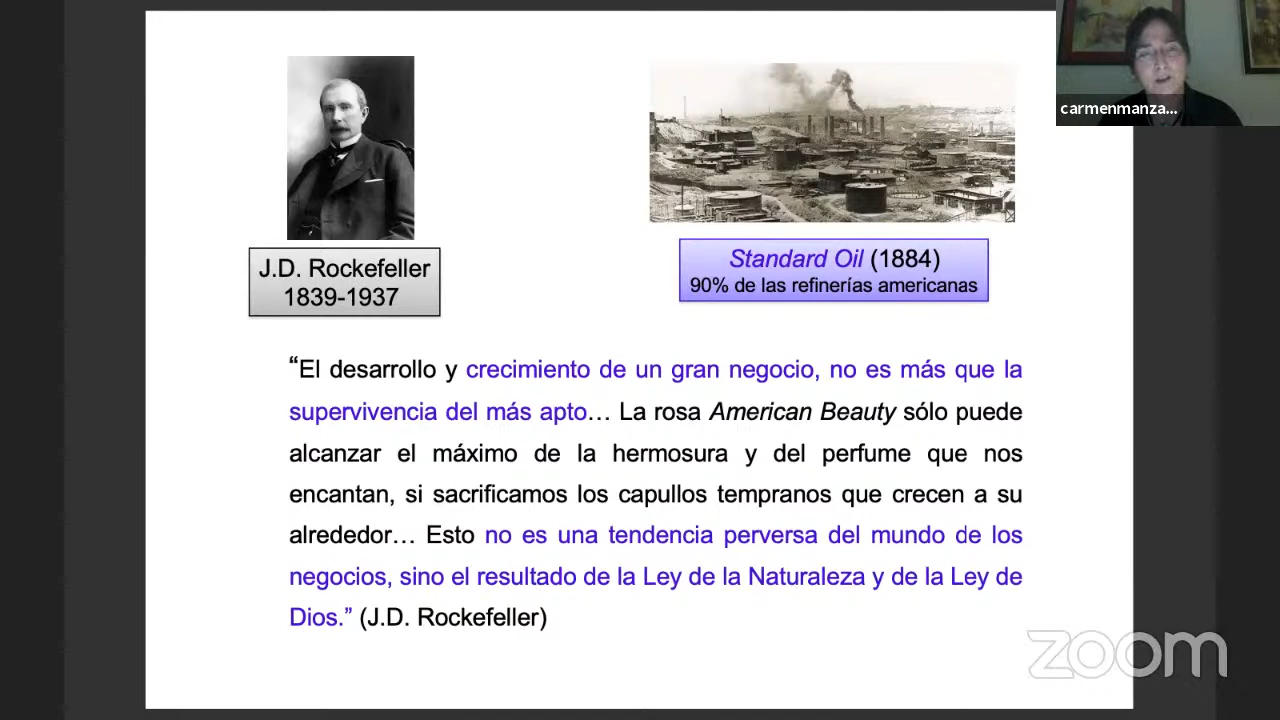 carmenmanza...
J.D. Rockefeller
1839-1937
Standard Oil (1884)
90% de las refinerías americanas
“El desarrollo y crecimiento de un gran negocio, no es más que la
supervivencia del más apto… La rosa American Beauty sólo puede
alcanzar el máximo de la hermosura y del perfume que nos
encantan, si sacrificamos los capullos tempranos que crecen a su
alrededor… Esto no es una tendencia perversa del mundo de los
negocios, sino el resultado de la Ley de la Naturaleza y de la Ley de
Dios.” (J.D. Rockefeller)
zoom